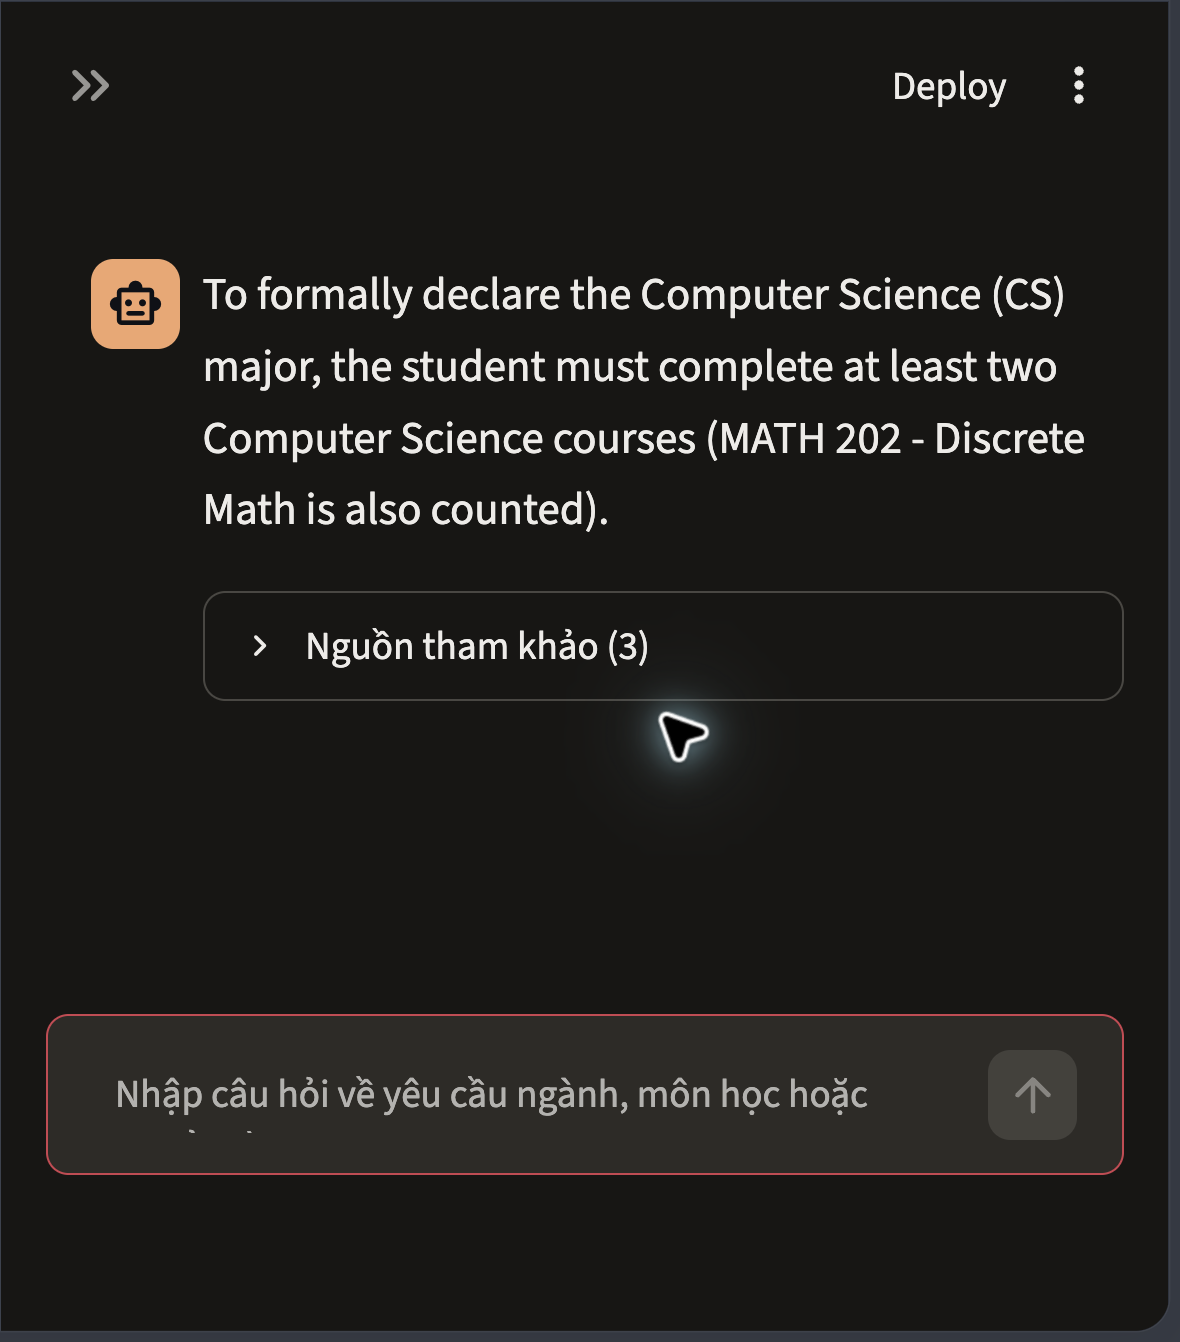 Deploy
To formally declare the Computer Science (CS)
major, the student must complete at least two
Computer Science courses (MATH 202 - Discrete
Math is also counted).
Nguồn tham khảo (3)
Nhập câu hỏi về yêu cầu ngành, môn học hoặc